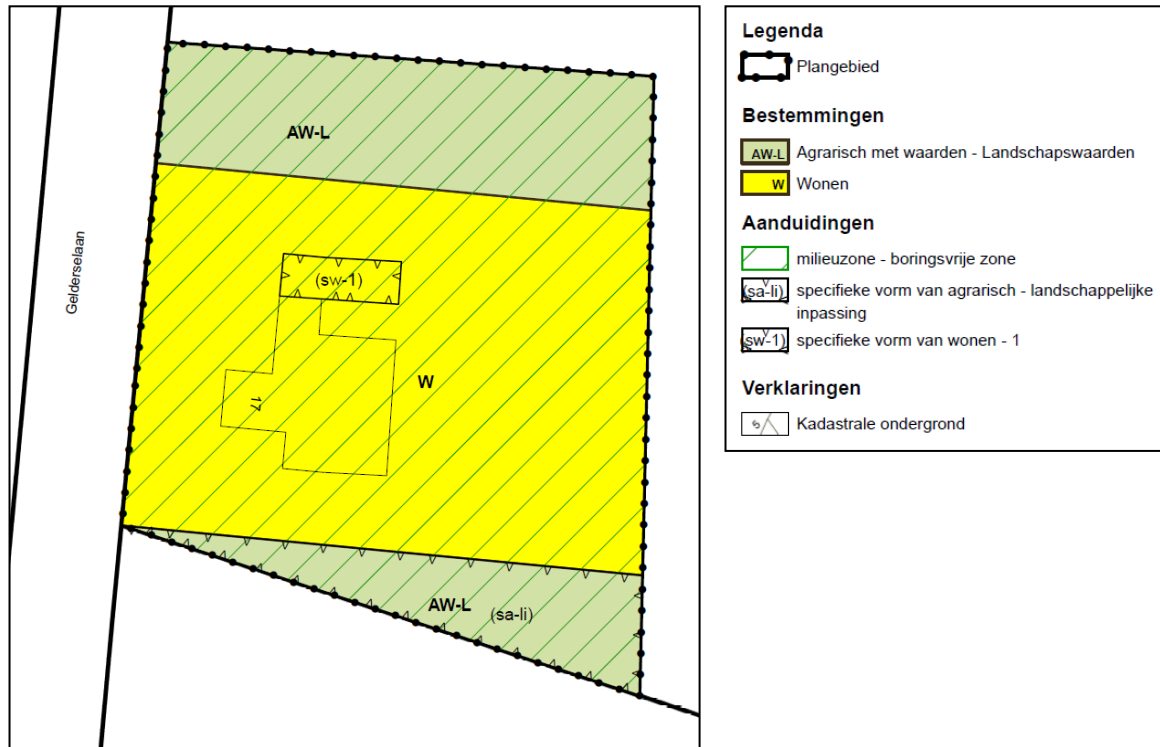 AW-L
Gelderselaan
(sw-1)
W
17
AW-L
(sa-li)
Legenda
Plangebied
Bestemmingen
AW-L Agrarisch met waarden - Landschapswaarden
W Wonen
Aanduidingen
milieuzone - boringsvrije zone
(sa-li) specifieke vorm van agrarisch - landschappelijke
inpassing
(sw-1) specifieke vorm van wonen - 1
Verklaringen
5 Kadastrale ondergrond